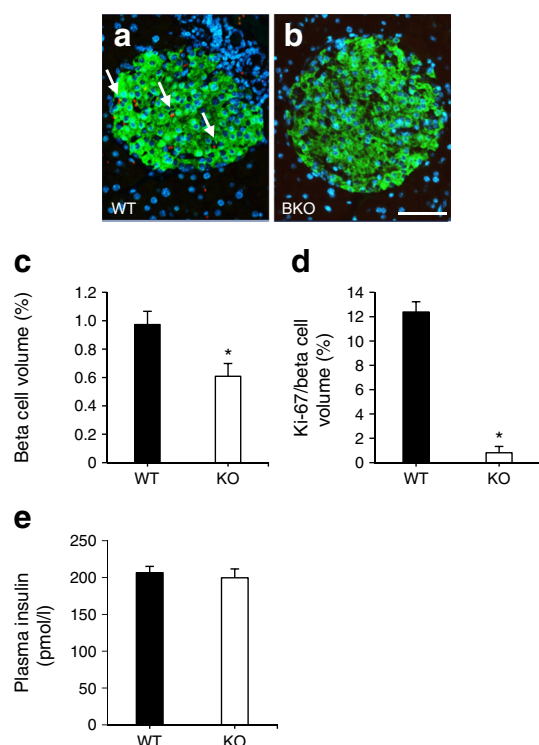 a
b
WT
BKO
c
Beta cell volume (%)
1.2
1.0
0.8
0.6
0.4
0.2
0
*
WT
KO
d
Ki-67/beta cell
volume (%)
14
12
10
8
6
4
2
0
*
WT
KO
e
Plasma insulin
(pmol/l)
250
200
150
100
50
0
WT
KO